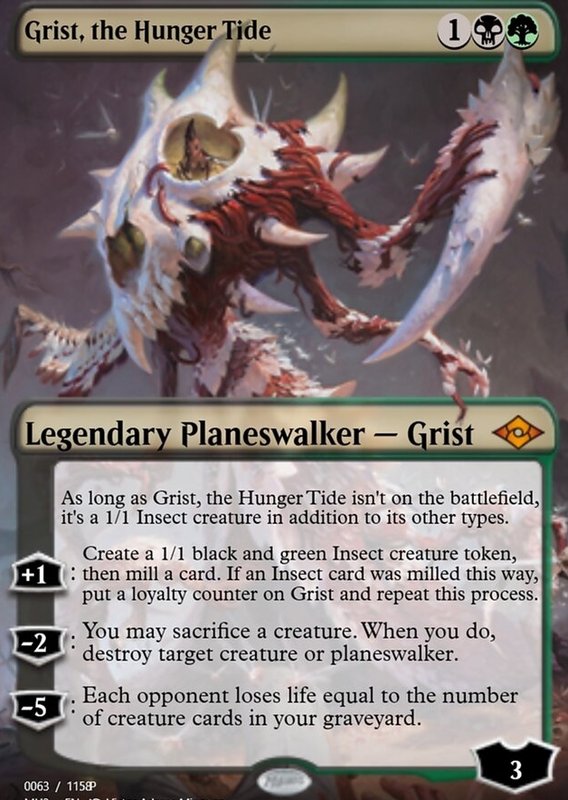 Grist, the Hunger Tide 1
Legendary Planeswalker — Grist
As long as Grist, the Hunger Tide isn't on the battlefield,
it's a 1/1 Insect creature in addition to its other types.
+1: Create a 1/1 black and green Insect creature token,
then mill a card. If an Insect card was milled this way,
put a loyalty counter on Grist and repeat this process.
-2: You may sacrifice a creature. When you do,
destroy target creature or planeswalker.
-5: Each opponent loses life equal to the number
of creature cards in your graveyard.
3
0063 / 1158P